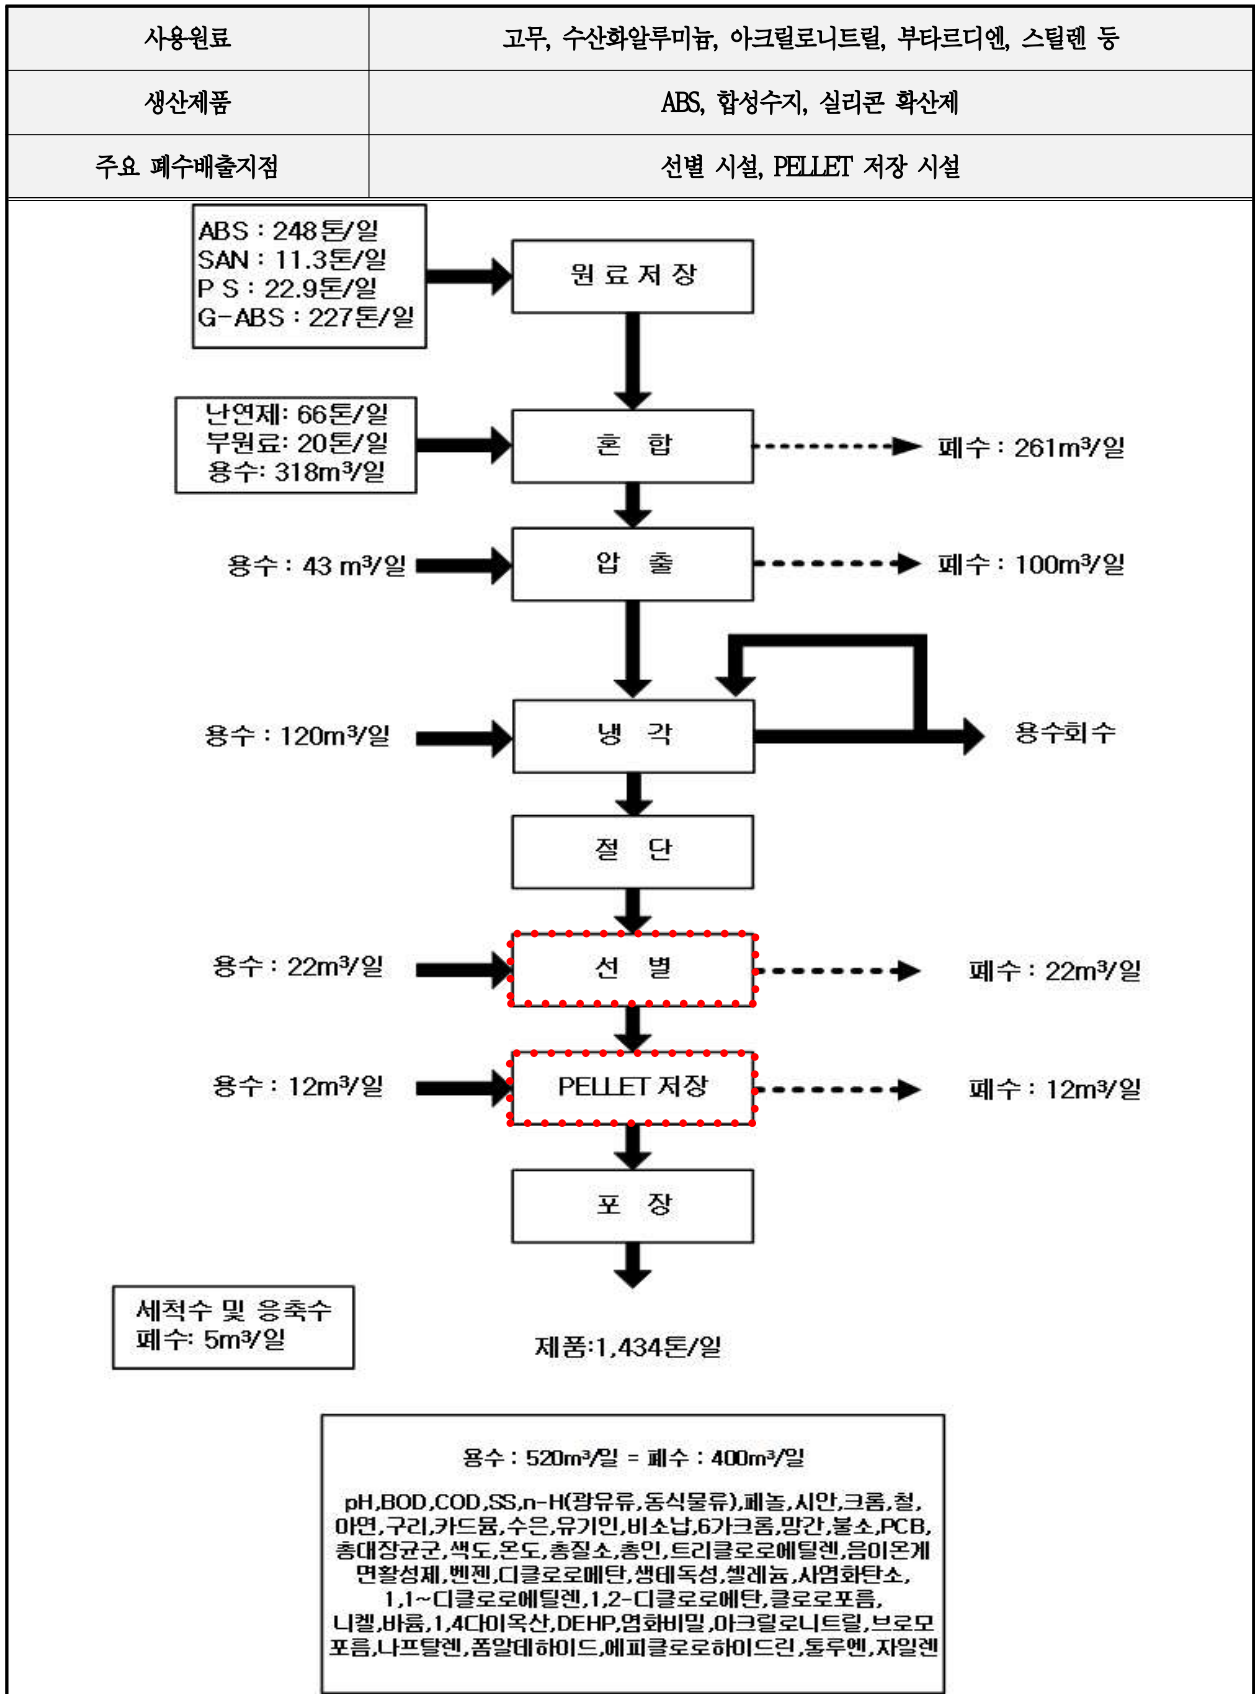 사용원료
고무, 수산화알루미늄, 아크릴로니트릴, 부타르디엔, 스틸렌 등
생산제품
ABS, 합성수지, 실리콘 확산제
주요 폐수배출지점
선별 시설, PELLET 저장 시설
ABS : 248톤/일
SAN : 11.3톤/일
P S : 22.9톤/일
G-ABS : 227톤/일
원 료 저 장
난연제: 66톤/일
부원료: 20톤/일
용수: 318m³/일
혼 합
폐수 : 261m³/일
용수 : 43 m³/일
압 출
폐수 : 100m³/일
용수 : 120m³/일
냉 각
용수회수
절 단
용수 : 22m³/일
선 별
폐수 : 22m³/일
용수 : 12m³/일
PELLET 저장
폐수 : 12m³/일
포 장
세척수 및 응축수
폐수: 5m³/일
제품:1,434톤/일
용수 : 520m³/일 = 폐수 : 400m³/일
pH,BOD,COD,SS,n-H(광유류,동식물류),페놀,시안,크롬,철,
아연,구리,카드뮴,수은,유기인,비소납,6가크롬,망간,불소,PCB,
총대장균군,색도,온도,총질소,총인,트리클로로에틸렌,음이온계
면활성제,벤젠,디클로로메탄,생태독성,셀레늄,사염화탄소,
1,1~디클로로에틸렌,1,2-디클로로에탄,클로로포름,
니켈,바륨,1,4다이옥산,DEHP,염화비밀,아크릴로니트릴,브로모
포름,나프탈렌,폼알데하이드,에피클로로하이드린,톨루엔,자일렌